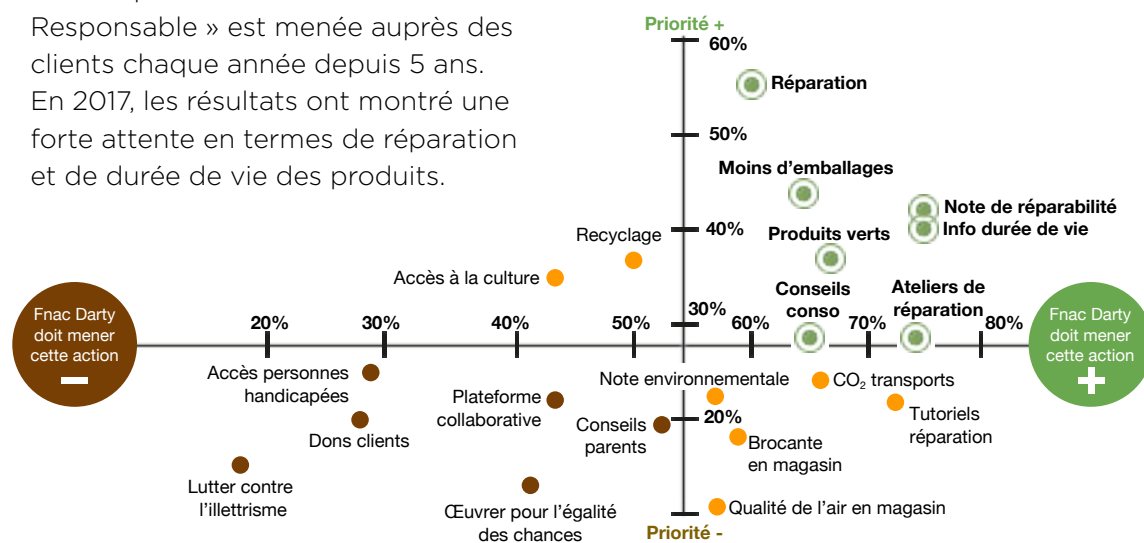 Responsable » est menée auprès des
clients chaque année depuis 5 ans.
En 2017, les résultats ont montré une
forte attente en termes de réparation
et de durée de vie des produits.
Priorité +
60%
Réparation
50%
Moins d’emballages
Note de réparabilité
40%
Info durée de vie
Produits verts
Recyclage
Accès à la culture
Conseils
conso
Ateliers de
réparation
Fnac Darty
doit mener
cette action
–
20%
30%
40%
50%
30%
60%
70%
80%
Fnac Darty
doit mener
cette action
+
Accès personnes
handicapées
Note environnementale
CO₂ transports
Plateforme
collaborative
Tutoriels
réparation
20%
Dons clients
Conseils
parents
Brocante
en magasin
Lutter contre
l’illettrisme
Œuvrer pour l’égalité
des chances
Qualité de l’air en magasin
Priorité -